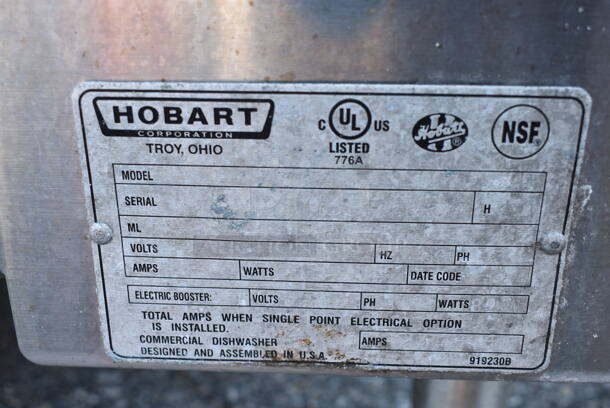 HOBART
CORPORATION
TROY, OHIO
C UL US
LISTED
776A
Hobart
NSF
MODEL
SERIAL H
ML
VOLTS HZ PH
AMPS WATTS DATE CODE
ELECTRIC BOOSTER: VOLTS PH WATTS
TOTAL AMPS WHEN SINGLE POINT ELECTRICAL OPTION
IS INSTALLED. AMPS
COMMERCIAL DISHWASHER
DESIGNED AND ASSEMBLED IN U.S.A. 919230B